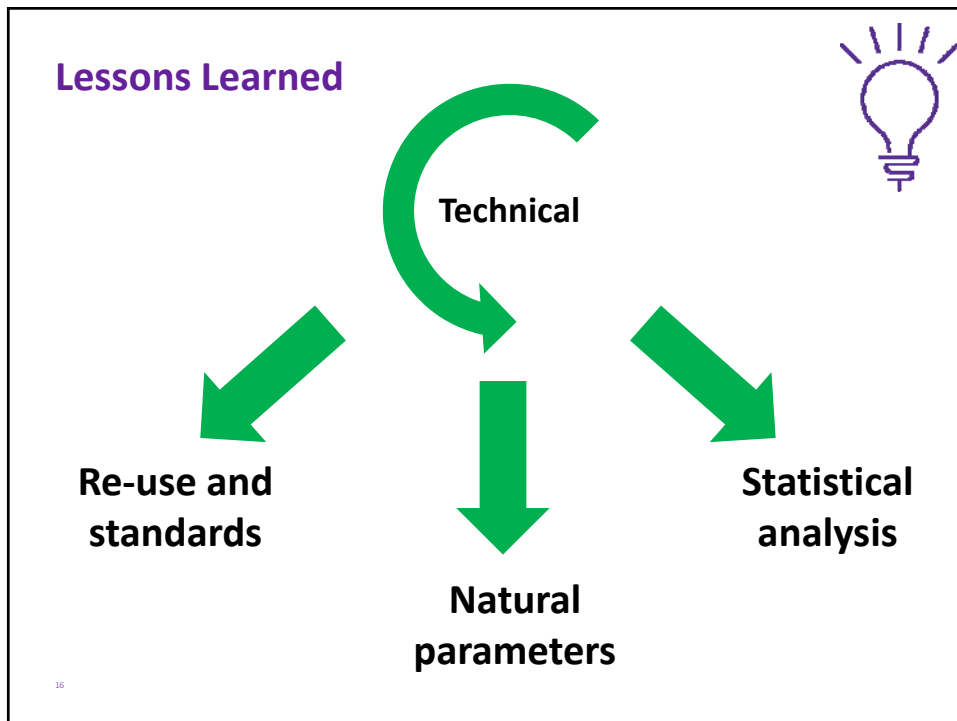 Lessons Learned
Technical
Re-use and
standards
Statistical
analysis
Natural
parameters
16